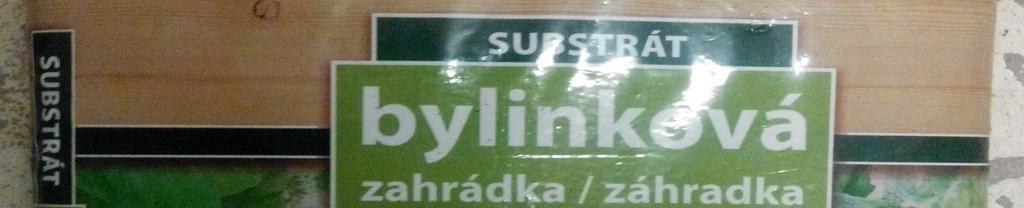 SUBSTRÁT
SUBSTRÁT
bylinková
zahrádka / záhradka